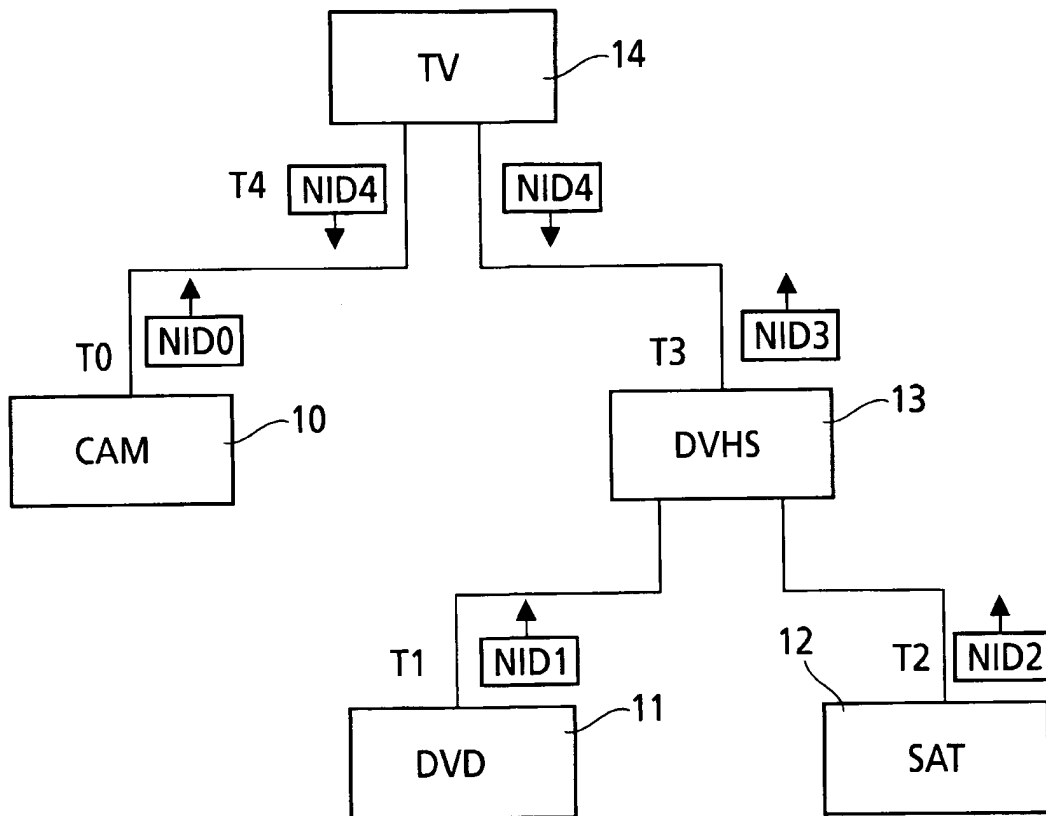 TV
14
T4
NID4
NID4
T0
NID0
T3
NID3
CAM
10
DVHS
13
T1
NID1
12
T2
NID2
DVD
11
SAT